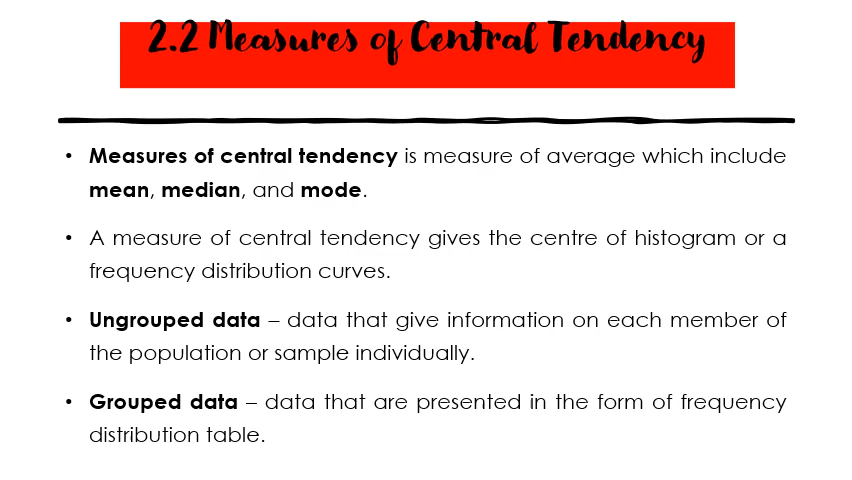 2.2 Measures of Central Tendency
• Measures of central tendency is measure of average which include
mean, median, and mode.
• A measure of central tendency gives the centre of histogram or a
frequency distribution curves.
• Ungrouped data – data that give information on each member of
the population or sample individually.
• Grouped data – data that are presented in the form of frequency
distribution table.